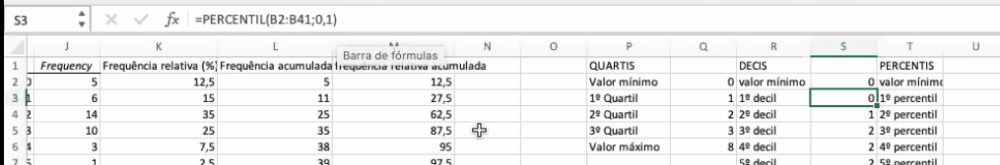 S3 fx =PERCENTIL(B2:B41;0,1)
J K L M N O P Q R S T U
Barra de fórmulas
1 Frequency Frequência relativa (%) Frequência acumulada frequência relativa acumulada QUARTIS DECIS PERCENTIS
2 0 5 12,5 5 12,5 Valor mínimo 0 valor mínimo 0 valor mínimo
3 1 6 15 11 27,5 1º Quartil 1 1º decil 0 1º percentil
4 2 14 35 25 62,5 2º Quartil 2 2º decil 1 2º percentil
5 3 10 25 35 87,5 3º Quartil 3 3º decil 2 3º percentil
6 4 3 7,5 38 95 Valor máximo 8 4º decil 2 4º percentil
7 5 1 2,5 39 97,5 5º decil 2 5º percentil